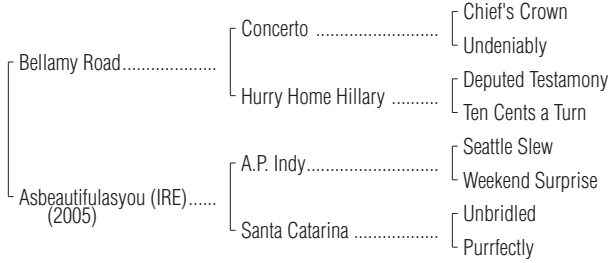 Chief's Crown
Concerto ..........................
Undeniably
Bellamy Road....................
Deputed Testamony
Hurry Home Hillary ..........
Ten Cents a Turn
Seattle Slew
A.P. Indy............................
Weekend Surprise
Asbeautifulasyou (IRE)......
(2005)
Unbridled
Santa Catarina ..................
Purrfectly